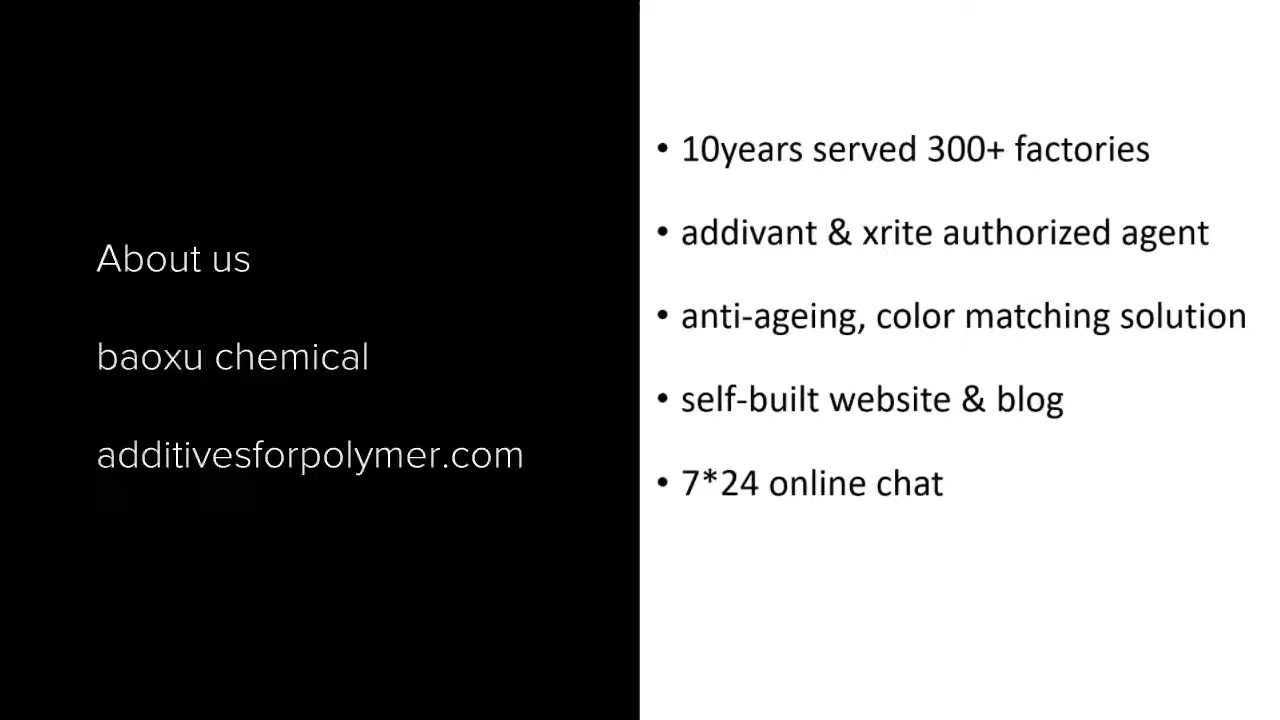 About us
baoxu chemical
additivesforpolymer.com
• 10years served 300+ factories
• addivant & xrite authorized agent
• anti-ageing, color matching solution
• self-built website & blog
• 7*24 online chat